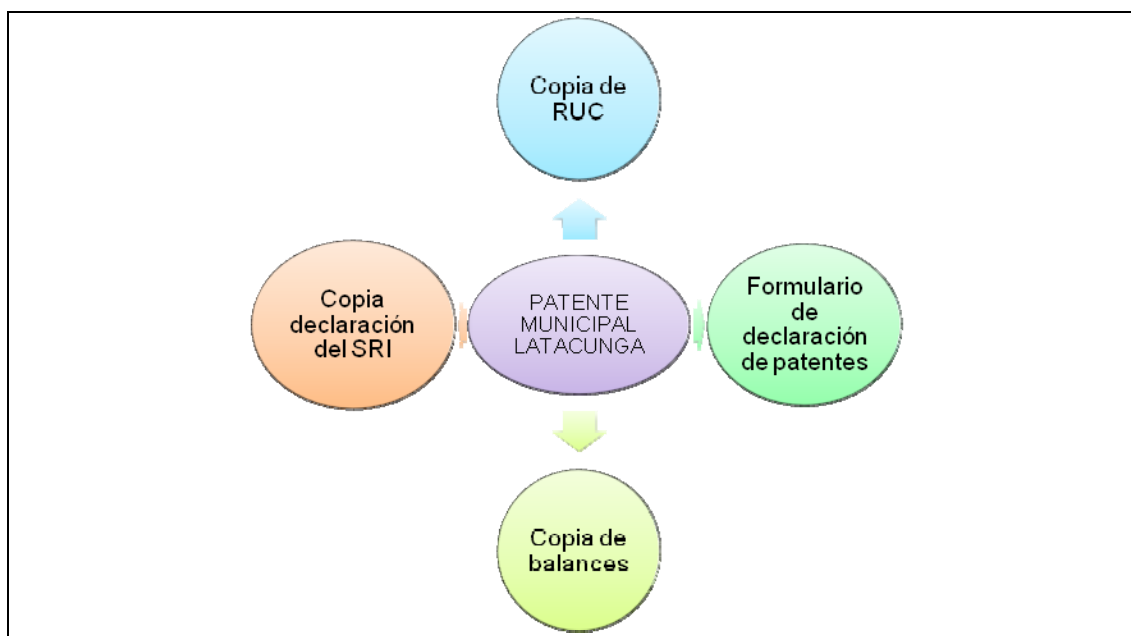 Copia de
RUC
Copia
declaración
del SRI
PATENTE
MUNICIPAL
LATACUNGA
Formulario
de
declaración
de patentes
Copia de
balances